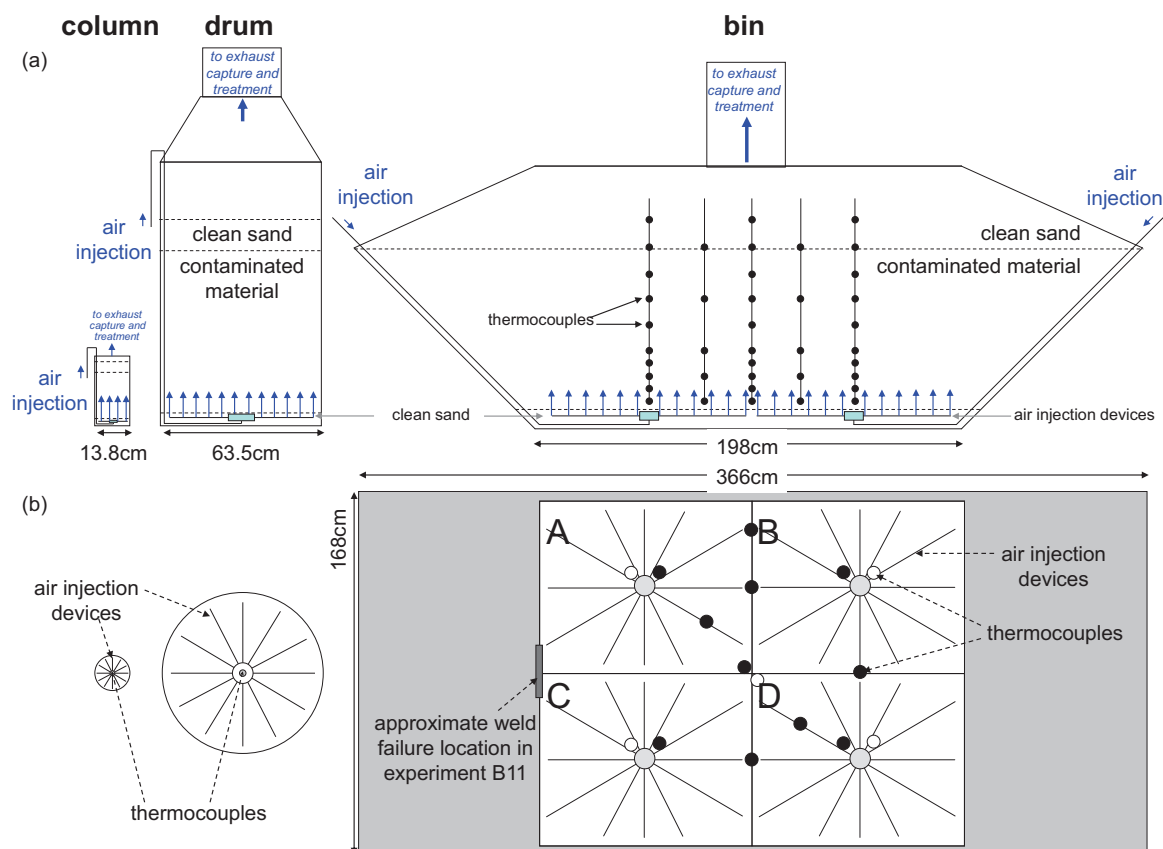 column
drum
bin
(a)
to exhaust
capture and
treatment
to exhaust
capture and
treatment
air
injection
air
injection
air
injection
clean sand
contaminated
material
clean sand
contaminated material
thermocouples
to exhaust
capture and
treatment
air
injection
clean sand
air injection devices
13.8cm
63.5cm
198cm
366cm
(b)
168cm
A
B
C
D
air injection
devices
thermocouples
air injection
devices
thermocouples
approximate weld
failure location in
experiment B11